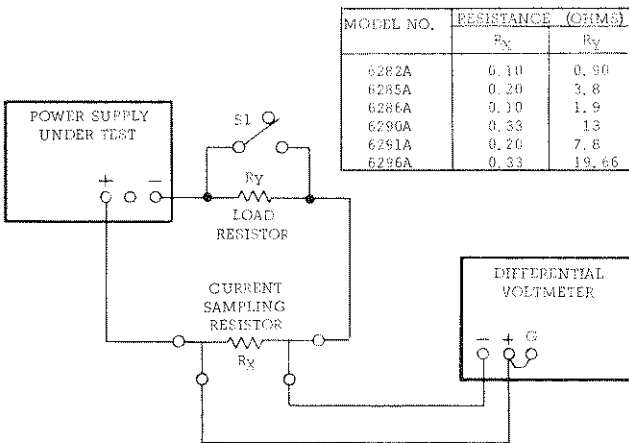 MODEL NO.
RESISTANCE (OHMS)
RX
RY
6282A 0.10 0.90
6285A 0.20 3.8
6286A 0.10 1.9
6290A 0.33 13
6291A 0.20 7.8
6296A 0.33 19.66
POWER SUPPLY
UNDER TEST
+ −
S1
RY
LOAD
RESISTOR
CURRENT
SAMPLING
RESISTOR
RX
DIFFERENTIAL
VOLTMETER
− + G